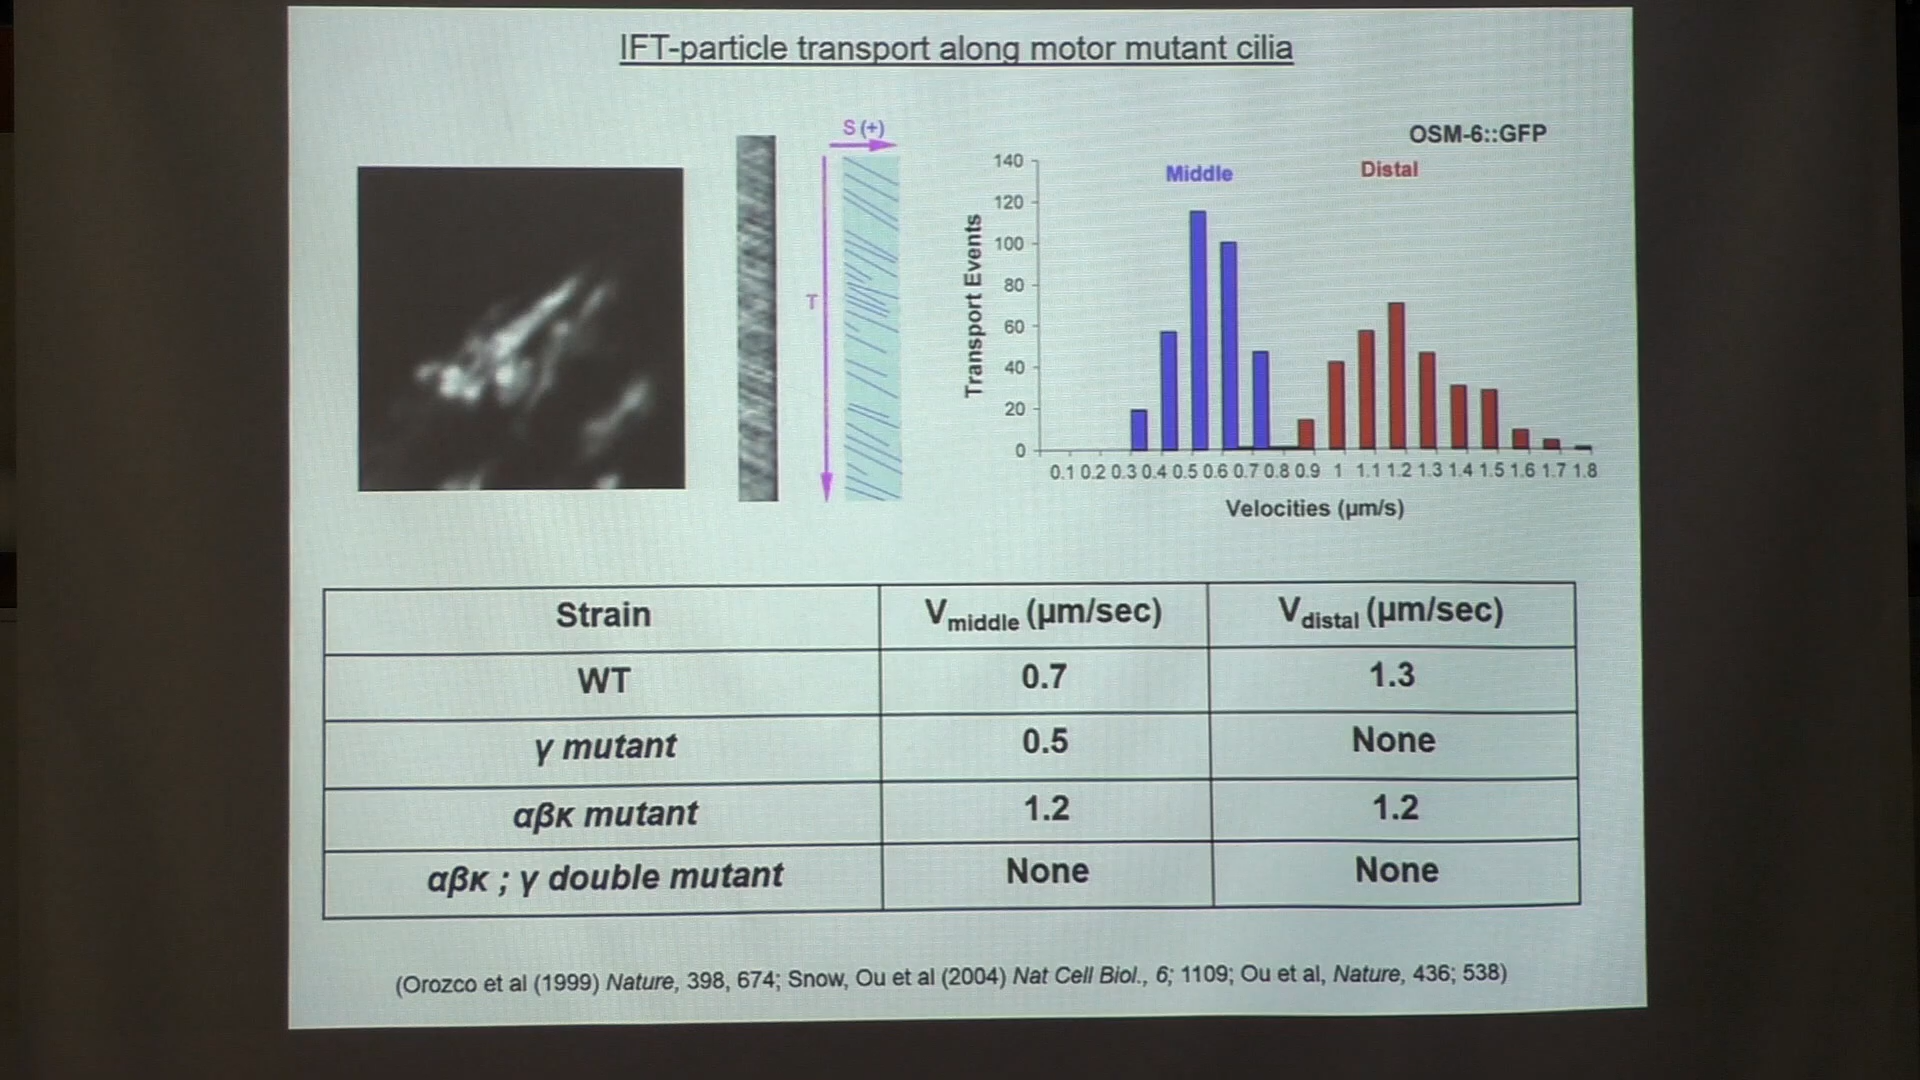 IFT-particle transport along motor mutant cilia
S (+)
T
OSM-6::GFP
Middle
Distal
Transport Events
140
120
100
80
60
40
20
0
0.1 0.2 0.3 0.4 0.5 0.6 0.7 0.8 0.9 1 1.1 1.2 1.3 1.4 1.5 1.6 1.7 1.8
Velocities (µm/s)
Strain Vmiddle (µm/sec) Vdistal (µm/sec)
WT 0.7 1.3
γ mutant 0.5 None
αβκ mutant 1.2 1.2
αβκ ; γ double mutant None None
(Orozco et al (1999) Nature, 398, 674; Snow, Ou et al (2004) Nat Cell Biol., 6; 1109; Ou et al, Nature, 436; 538)